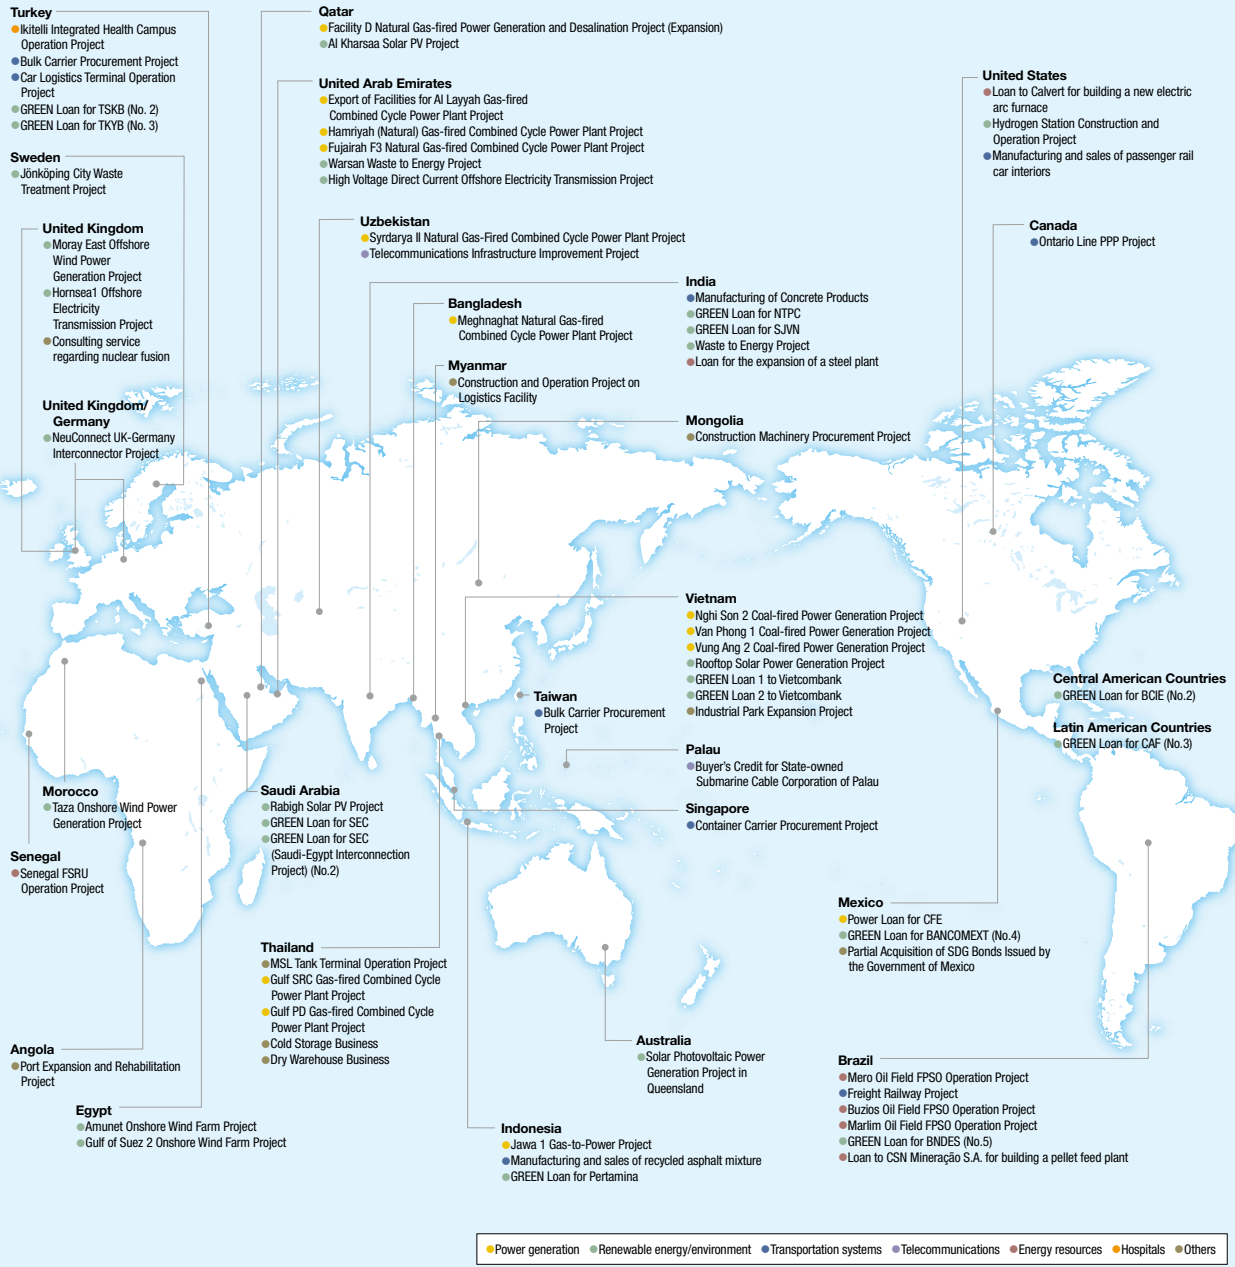 Turkey
Ikitelli Integrated Health Campus
Operation Project
Bulk Carrier Procurement Project
Car Logistics Terminal Operation
Project
GREEN Loan for TSKB (No. 2)
GREEN Loan for TKYB (No. 3)
Sweden
Jönköping City Waste
Treatment Project
United Kingdom
Moray East Offshore
Wind Power
Generation Project
Hornsea1 Offshore
Electricity
Transmission Project
Consulting service
regarding nuclear fusion
United Kingdom/
Germany
NeuConnect UK-Germany
Interconnector Project
Qatar
Facility D Natural Gas-fired Power Generation and Desalination Project (Expansion)
Al Kharsaa Solar PV Project
United Arab Emirates
Export of Facilities for Al Layyah Gas-fired
Combined Cycle Power Plant Project
Hamriyah (Natural) Gas-fired Combined Cycle Power Plant Project
Fujairah F3 Natural Gas-fired Combined Cycle Power Plant Project
Warsan Waste to Energy Project
High Voltage Direct Current Offshore Electricity Transmission Project
Uzbekistan
Syrdarya II Natural Gas-Fired Combined Cycle Power Plant Project
Telecommunications Infrastructure Improvement Project
Bangladesh
Meghnaghat Natural Gas-fired
Combined Cycle Power Plant Project
Myanmar
Construction and Operation Project on
Logistics Facility
India
Manufacturing of Concrete Products
GREEN Loan for NTPC
GREEN Loan for SJVN
Waste to Energy Project
Loan for the expansion of a steel plant
Mongolia
Construction Machinery Procurement Project
United States
Loan to Calvert for building a new electric
arc furnace
Hydrogen Station Construction and
Operation Project
Manufacturing and sales of passenger rail
car interiors
Canada
Ontario Line PPP Project
Vietnam
Nghi Son 2 Coal-fired Power Generation Project
Van Phong 1 Coal-fired Power Generation Project
Vung Ang 2 Coal-fired Power Generation Project
Rooftop Solar Power Generation Project
GREEN Loan 1 to Vietcombank
GREEN Loan 2 to Vietcombank
Industrial Park Expansion Project
Taiwan
Bulk Carrier Procurement
Project
Palau
Buyer's Credit for State-owned
Submarine Cable Corporation of Palau
Singapore
Container Carrier Procurement Project
Central American Countries
GREEN Loan for BCIE (No.2)
Latin American Countries
GREEN Loan for CAF (No.3)
Morocco
Taza Onshore Wind Power
Generation Project
Senegal
Senegal FSRU
Operation Project
Saudi Arabia
Rabigh Solar PV Project
GREEN Loan for SEC
GREEN Loan for SEC
(Saudi-Egypt Interconnection
Project) (No.2)
Thailand
MSL Tank Terminal Operation Project
Gulf SRC Gas-fired Combined Cycle
Power Plant Project
Gulf PD Gas-fired Combined Cycle
Power Plant Project
Cold Storage Business
Dry Warehouse Business
Angola
Port Expansion and Rehabilitation
Project
Egypt
Amunet Onshore Wind Farm Project
Gulf of Suez 2 Onshore Wind Farm Project
Mexico
Power Loan for CFE
GREEN Loan for BANCOMEXT (No.4)
Partial Acquisition of SDG Bonds Issued by
the Government of Mexico
Australia
Solar Photovoltaic Power
Generation Project in
Queensland
Brazil
Mero Oil Field FPSO Operation Project
Freight Railway Project
Buzios Oil Field FPSO Operation Project
Marlim Oil Field FPSO Operation Project
GREEN Loan for BNDES (No.5)
Loan to CSN Mineração S.A. for building a pellet feed plant
Indonesia
Jawa 1 Gas-to-Power Project
Manufacturing and sales of recycled asphalt mixture
GREEN Loan for Pertamina
Power generation Renewable energy/environment Transportation systems Telecommunications Energy resources Hospitals Others